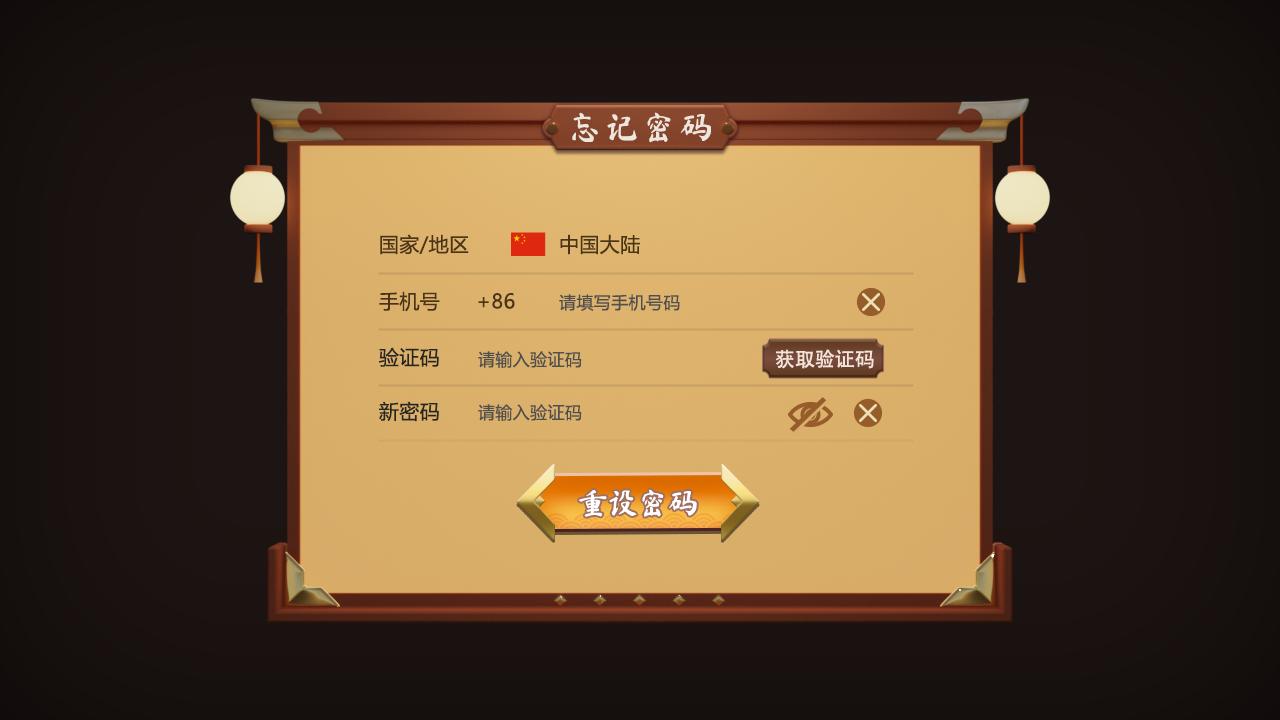 忘记密码
国家/地区 中国大陆
手机号 +86 请填写手机号码
验证码 请输入验证码 获取验证码
新密码 请输入验证码
重设密码